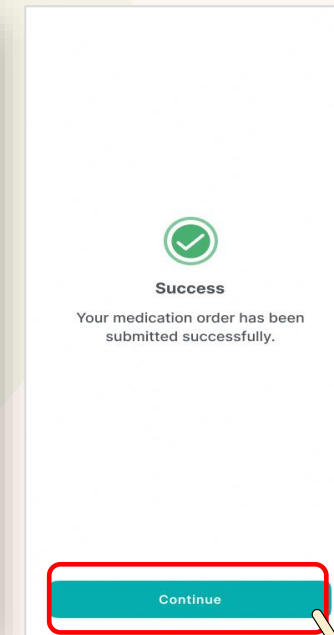 Success
Your medication order has been
submitted successfully.
Continue